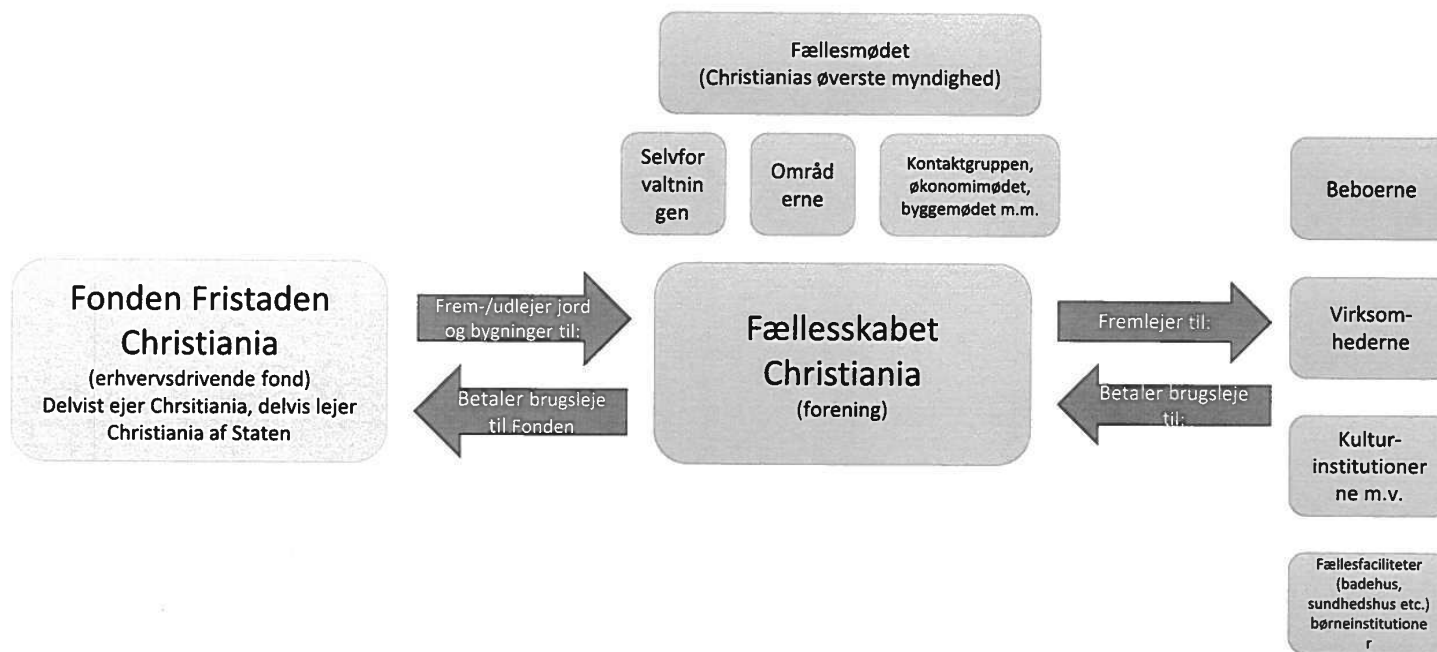 Fællesmødet
(Christianias øverste myndighed)
Selvfor
valtnin
gen
Områd
erne
Kontaktgruppen,
økonomimødet,
byggemødet m.m.
Beboerne
Fonden Fristaden
Christiania
(erhvervsdrivende fond)
Delvist ejer Chrsitiania, delvis lejer
Christiania af Staten
Frem-/udlejer jord
og bygninger til:
Betaler brugsleje
til Fonden
Fællesskabet
Christiania
(forening)
Fremlejer til:
Betaler brugsleje
til:
Virksom-
hederne
Kultur-
institutioner
ne m.v.
Fællesfaciliteter
(badehus,
sundhedshus etc.)
børneinstitutione
r